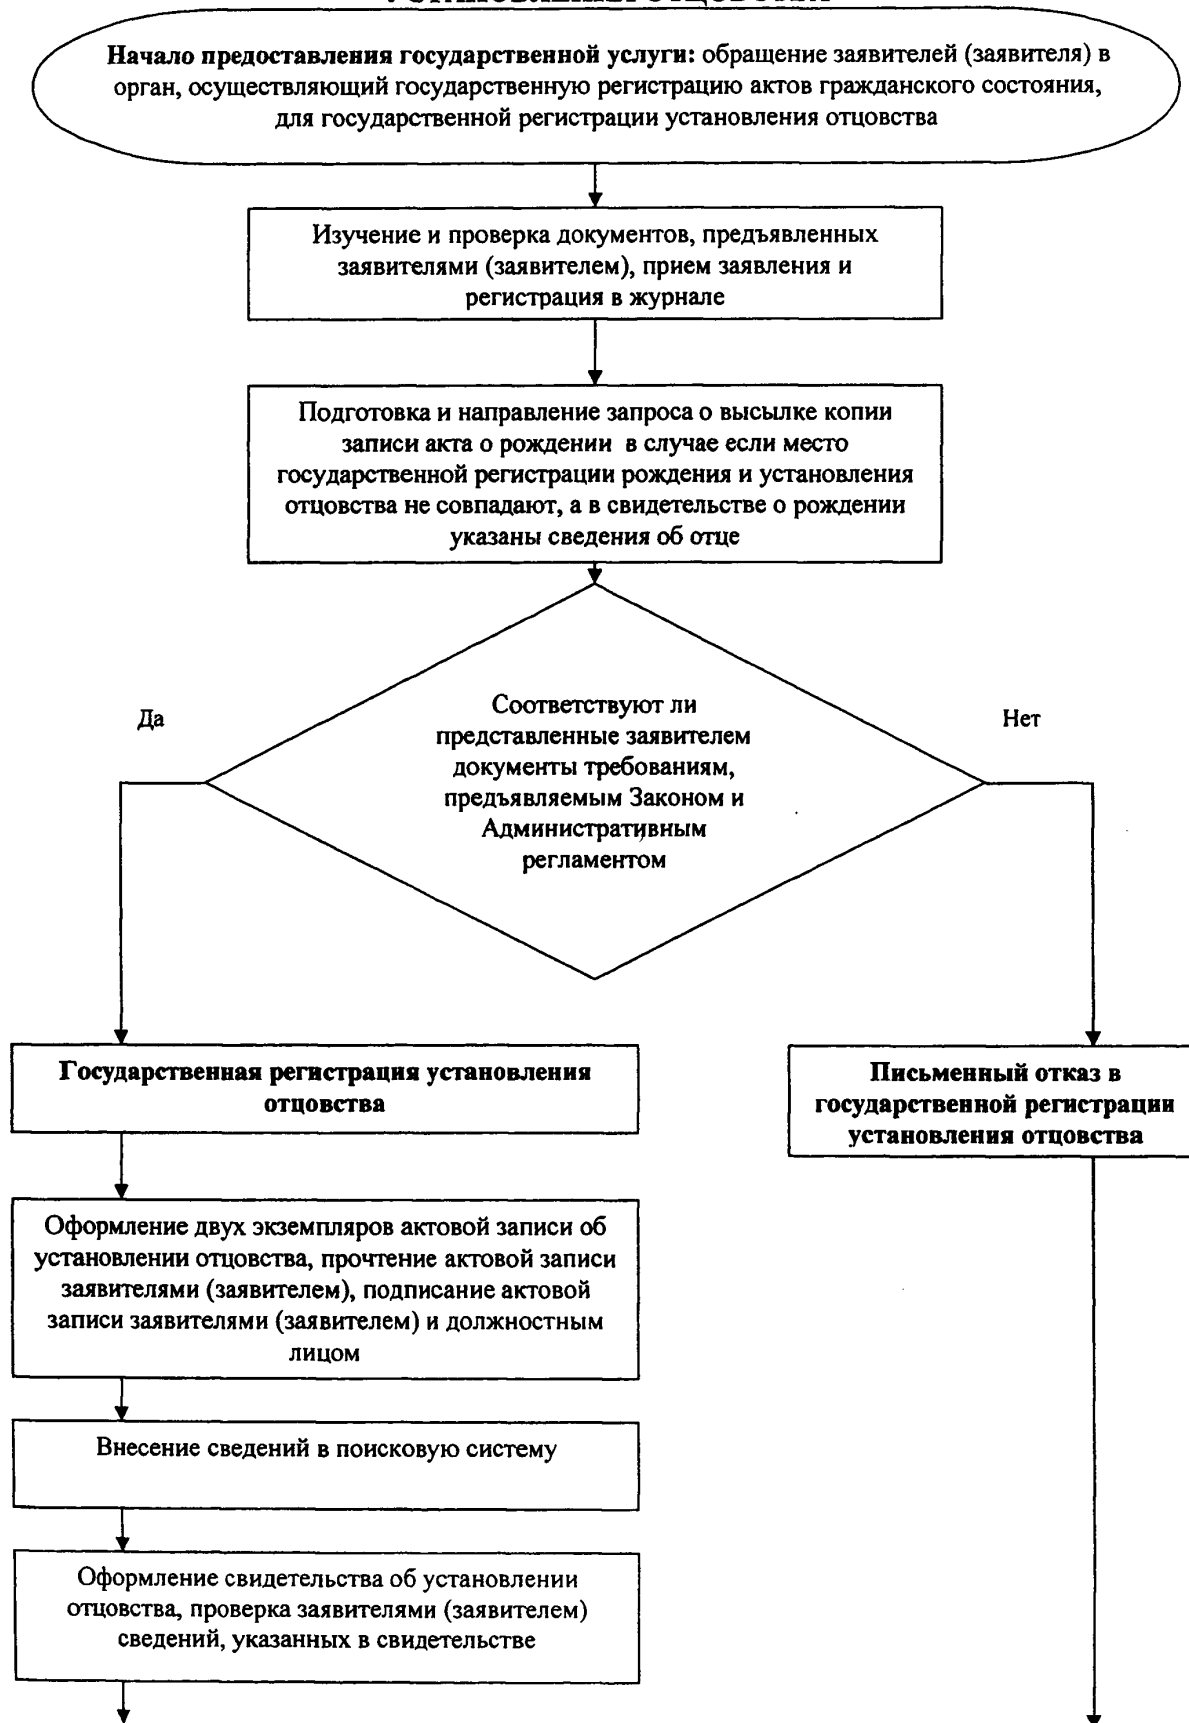 Начало предоставления государственной услуги: обращение заявителей (заявителя) в
орган, осуществляющий государственную регистрацию актов гражданского состояния,
для государственной регистрации установления отцовства
Изучение и проверка документов, предъявленных
заявителями (заявителем), прием заявления и
регистрация в журнале
Подготовка и направление запроса о высылке копии
записи акта о рождении в случае если место
государственной регистрации рождения и установления
отцовства не совпадают, а в свидетельстве о рождении
указаны сведения об отце
Да
Соответствуют ли
представленные заявителем
документы требованиям,
предъявляемым Законом и
Административным
регламентом
Нет
Государственная регистрация установления
отцовства
Письменный отказ в
государственной регистрации
установления отцовства
Оформление двух экземпляров актовой записи об
установлении отцовства, прочтение актовой записи
заявителями (заявителем), подписание актовой
записи заявителями (заявителем) и должностным
лицом
Внесение сведений в поисковую систему
Оформление свидетельства об установлении
отцовства, проверка заявителями (заявителем)
сведений, указанных в свидетельстве